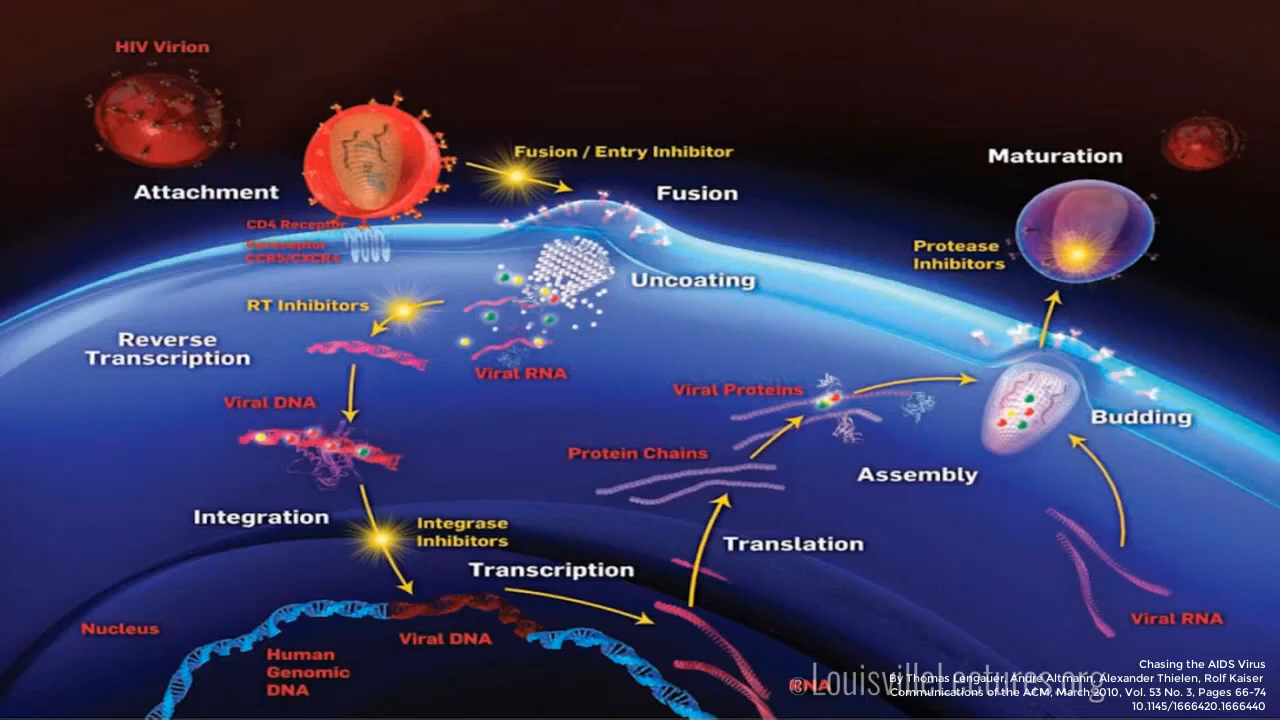 HIV Virion
Attachment
CD4 Receptor
Coreceptor
CCR5/CXCR4
Fusion / Entry Inhibitor
Fusion
Maturation
Protease
Inhibitors
Uncoating
RT Inhibitors
Reverse
Transcription
Viral RNA
Viral DNA
Viral Proteins
Budding
Protein Chains
Assembly
Integration
Integrase
Inhibitors
Translation
Transcription
Nucleus
Viral DNA
Human
Genomic
DNA
Viral RNA
RNA
LouisvilleLectures.org
Chasing the AIDS Virus
By Thomas Lengauer, André Altmann, Alexander Thielen, Rolf Kaiser
Communications of the ACM, March 2010, Vol. 53 No. 3, Pages 66-74
10.1145/1666420.1666440